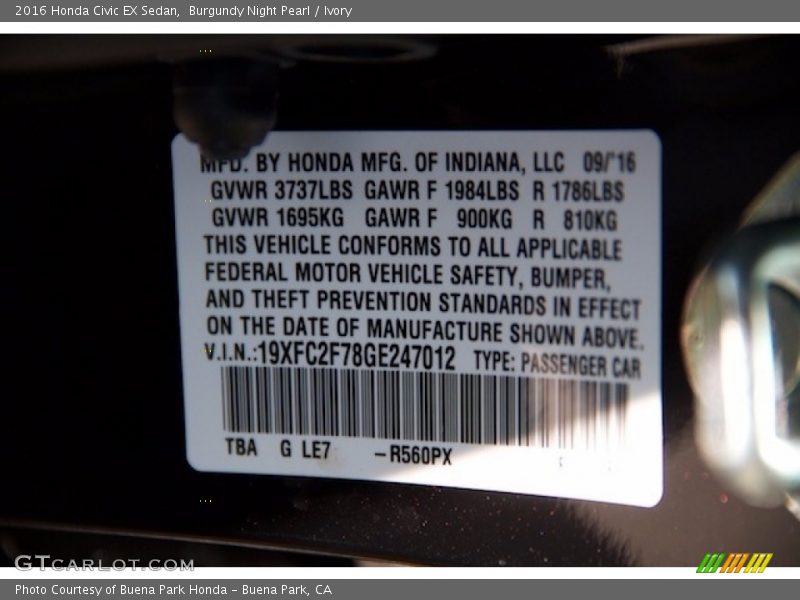 2016 Honda Civic EX Sedan,  Burgundy Night Pearl / Ivory
MFD. BY HONDA MFG. OF INDIANA, LLC 09/'16
GVWR 3737LBS GAWR F 1984LBS R 1786LBS
GVWR 1695KG GAWR F 900KG R 810KG
THIS VEHICLE CONFORMS TO ALL APPLICABLE
FEDERAL MOTOR VEHICLE SAFETY, BUMPER,
AND THEFT PREVENTION STANDARDS IN EFFECT
ON THE DATE OF MANUFACTURE SHOWN ABOVE.
V.I.N.:19XFC2F78GE247012 TYPE: PASSENGER CAR
TBA G LE7 –R560PX
GTCARLOT.COM
Photo Courtesy of Buena Park Honda – Buena Park, CA